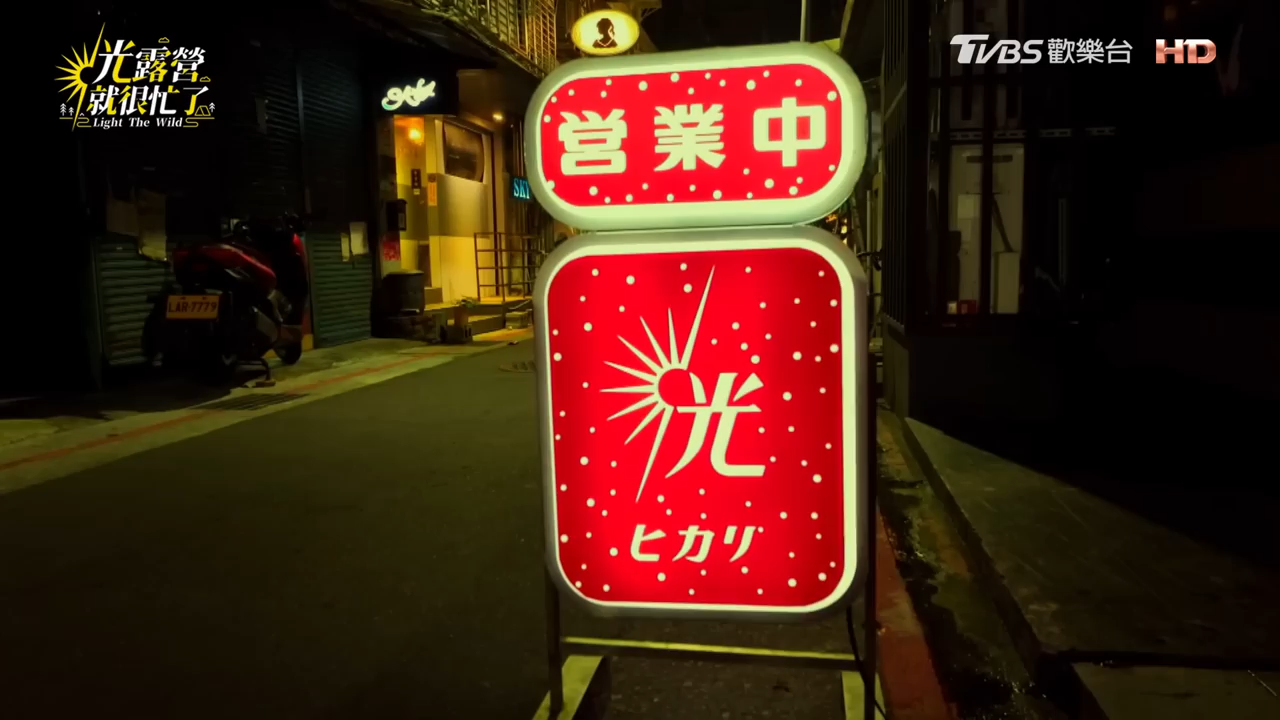 光露營
就很忙了
Light The Wild
TVBS歡樂台 HD
営業中
光
ヒカリ
LAR-7779